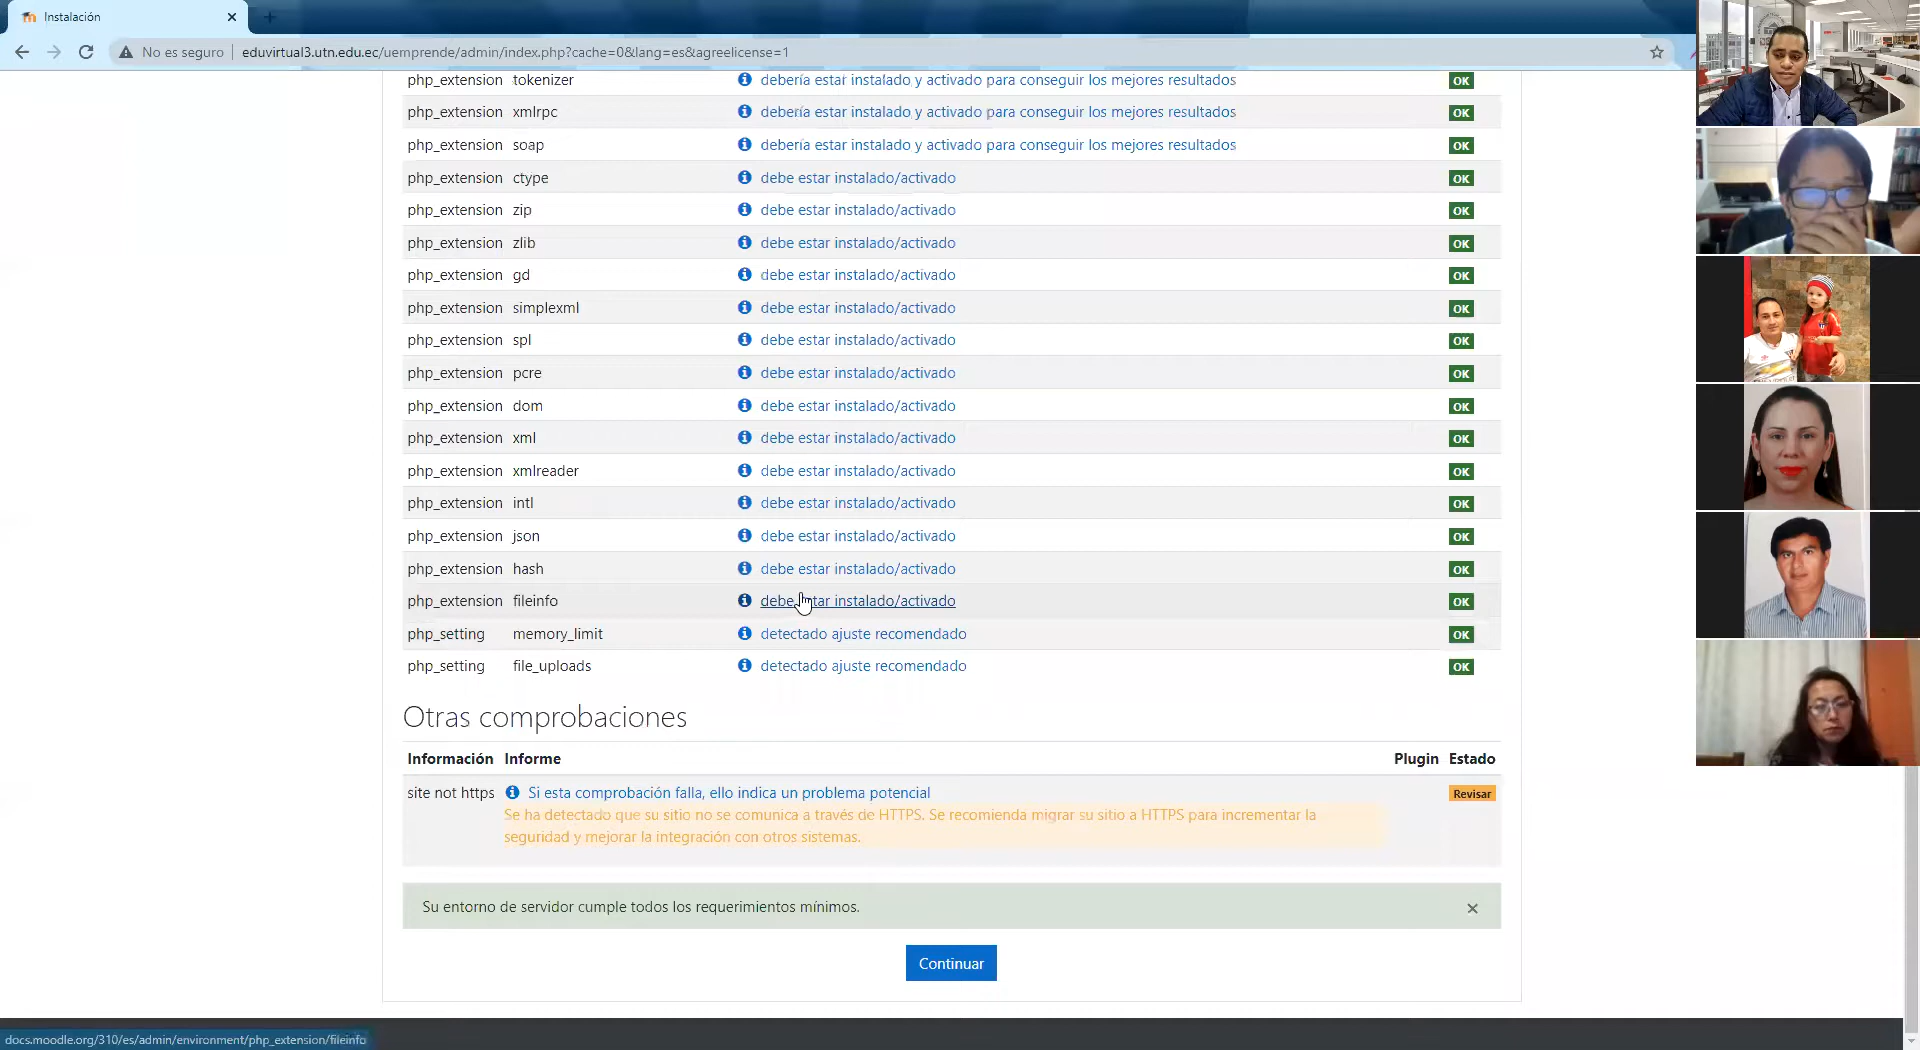 Instalación
No es seguro eduvirtual3.utn.edu.ec/uemprende/admin/index.php?cache=0&lang=es&agreelicense=1
php_extension tokenizer debería estar instalado y activado para conseguir los mejores resultados OK
php_extension xmlrpc debería estar instalado y activado para conseguir los mejores resultados OK
php_extension soap debería estar instalado y activado para conseguir los mejores resultados OK
php_extension ctype debe estar instalado/activado OK
php_extension zip debe estar instalado/activado OK
php_extension zlib debe estar instalado/activado OK
php_extension gd debe estar instalado/activado OK
php_extension simplexml debe estar instalado/activado OK
php_extension spl debe estar instalado/activado OK
php_extension pcre debe estar instalado/activado OK
php_extension dom debe estar instalado/activado OK
php_extension xml debe estar instalado/activado OK
php_extension xmlreader debe estar instalado/activado OK
php_extension intl debe estar instalado/activado OK
php_extension json debe estar instalado/activado OK
php_extension hash debe estar instalado/activado OK
php_extension fileinfo debe estar instalado/activado OK
php_setting memory_limit detectado ajuste recomendado OK
php_setting file_uploads detectado ajuste recomendado OK
Otras comprobaciones
Información Informe Plugin Estado
site not https Si esta comprobación falla, ello indica un problema potencial Revisar
Se ha detectado que su sitio no se comunica a través de HTTPS. Se recomienda migrar su sitio a HTTPS para incrementar la
seguridad y mejorar la integración con otros sistemas.
Su entorno de servidor cumple todos los requerimientos mínimos.
Continuar
docs.moodle.org/310/es/admin/environment/php_extension/fileinfo